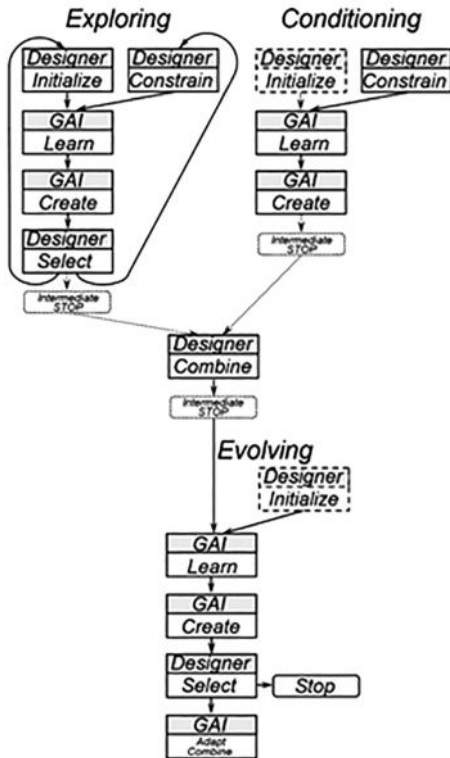 Exploring
Designer
Initialize
Designer
Constrain
GAI
Learn
GAI
Create
Designer
Select
Intermediate
STOP
Conditioning
Designer
Initialize
Designer
Constrain
GAI
Learn
GAI
Create
Intermediate
STOP
Designer
Combine
Intermediate
STOP
Evolving
Designer
Initialize
GAI
Learn
GAI
Create
Designer
Select
Stop
GAI
Adapt
Combine